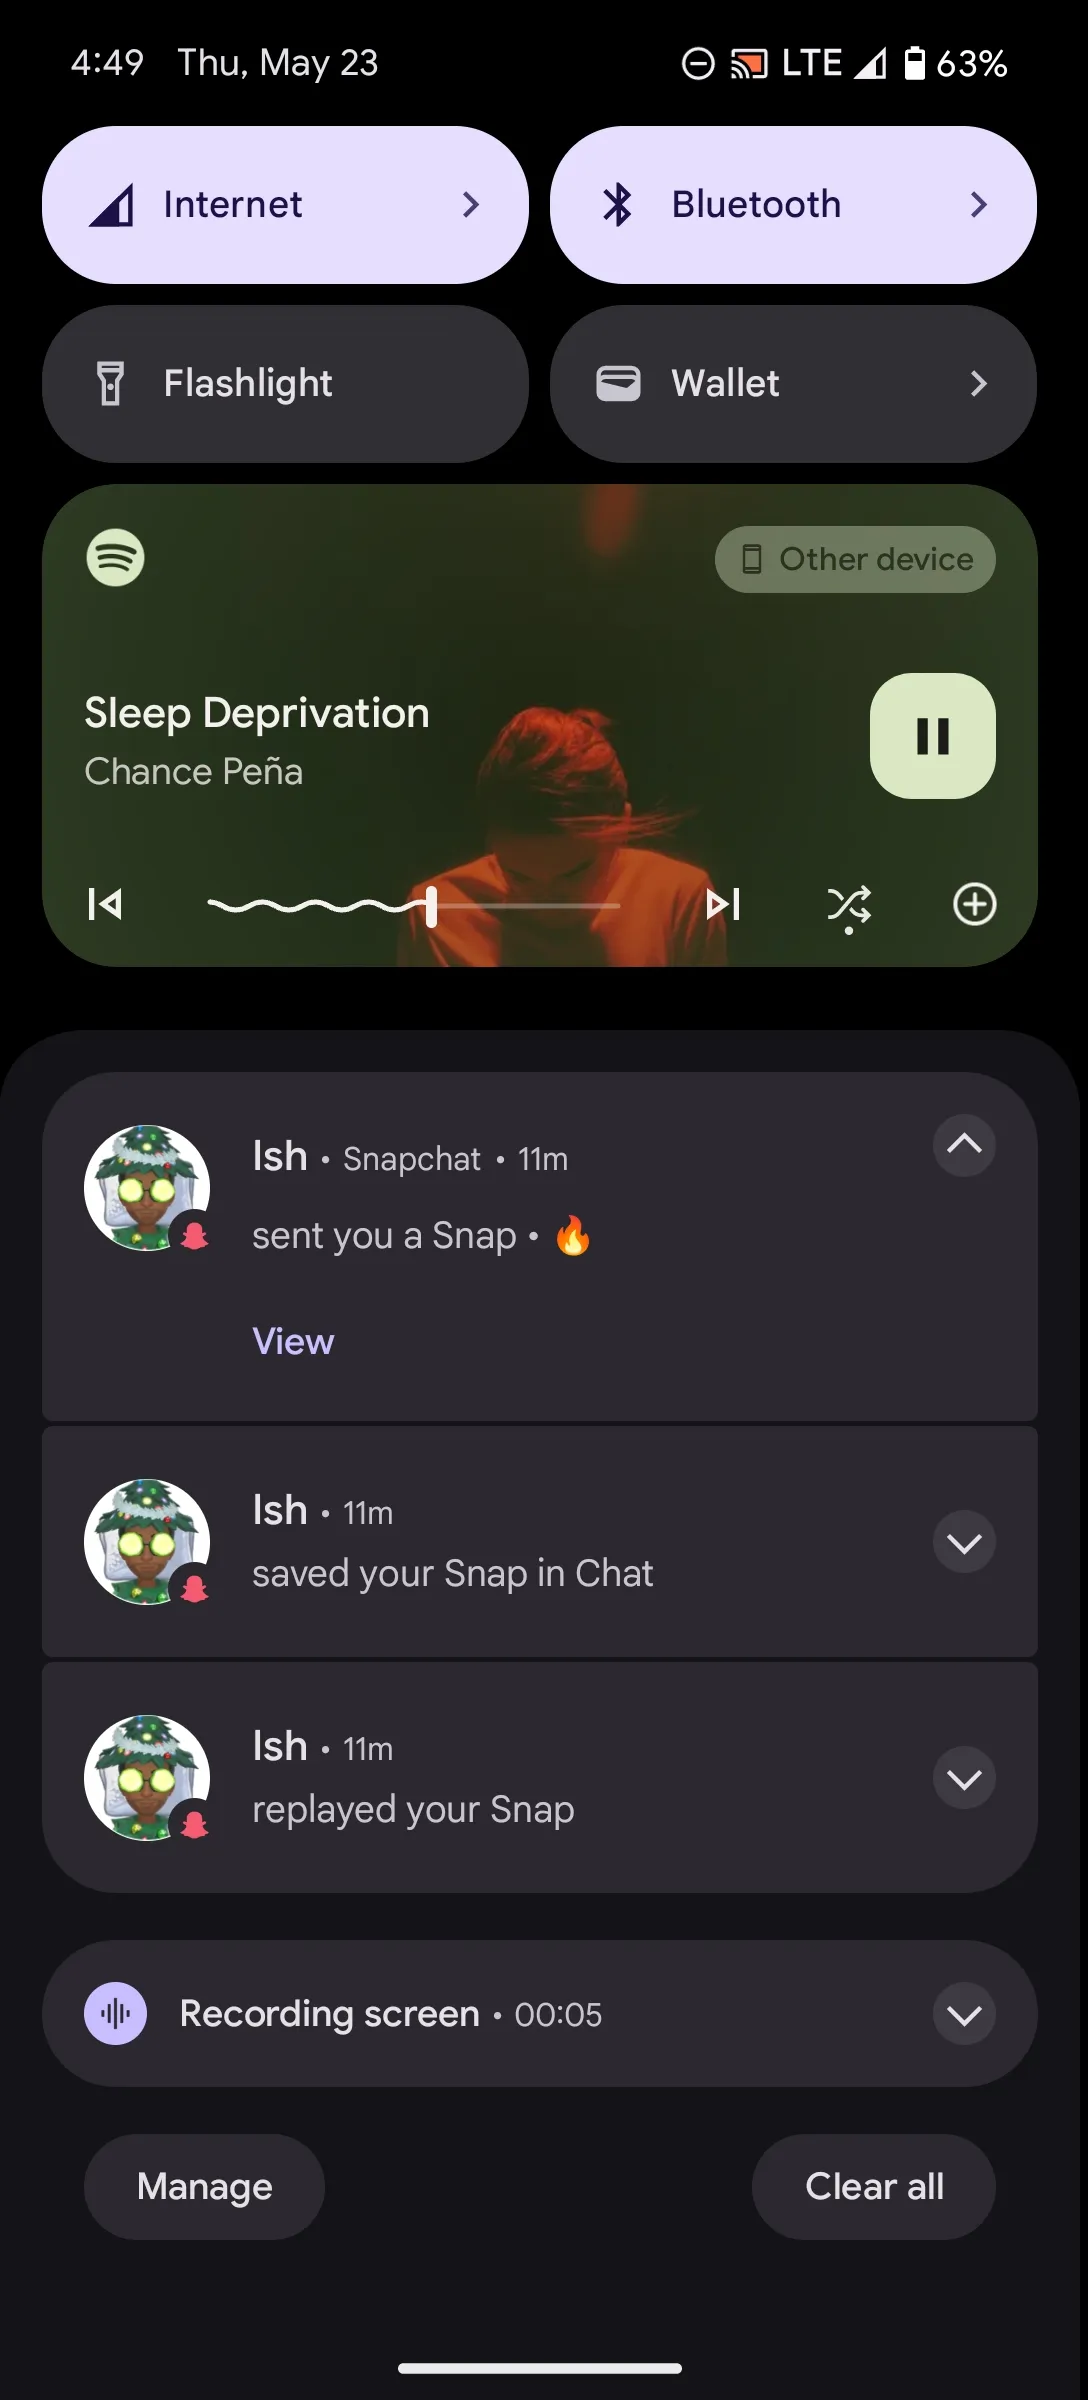 4:49 Thu, May 23 LTE 63%
Internet Bluetooth
Flashlight Wallet
Other device
Sleep Deprivation
Chance Peña
Ish • Snapchat • 11m
sent you a Snap • 🔥
View
Ish • 11m
saved your Snap in Chat
Ish • 11m
replayed your Snap
Recording screen • 00:05
Manage Clear all